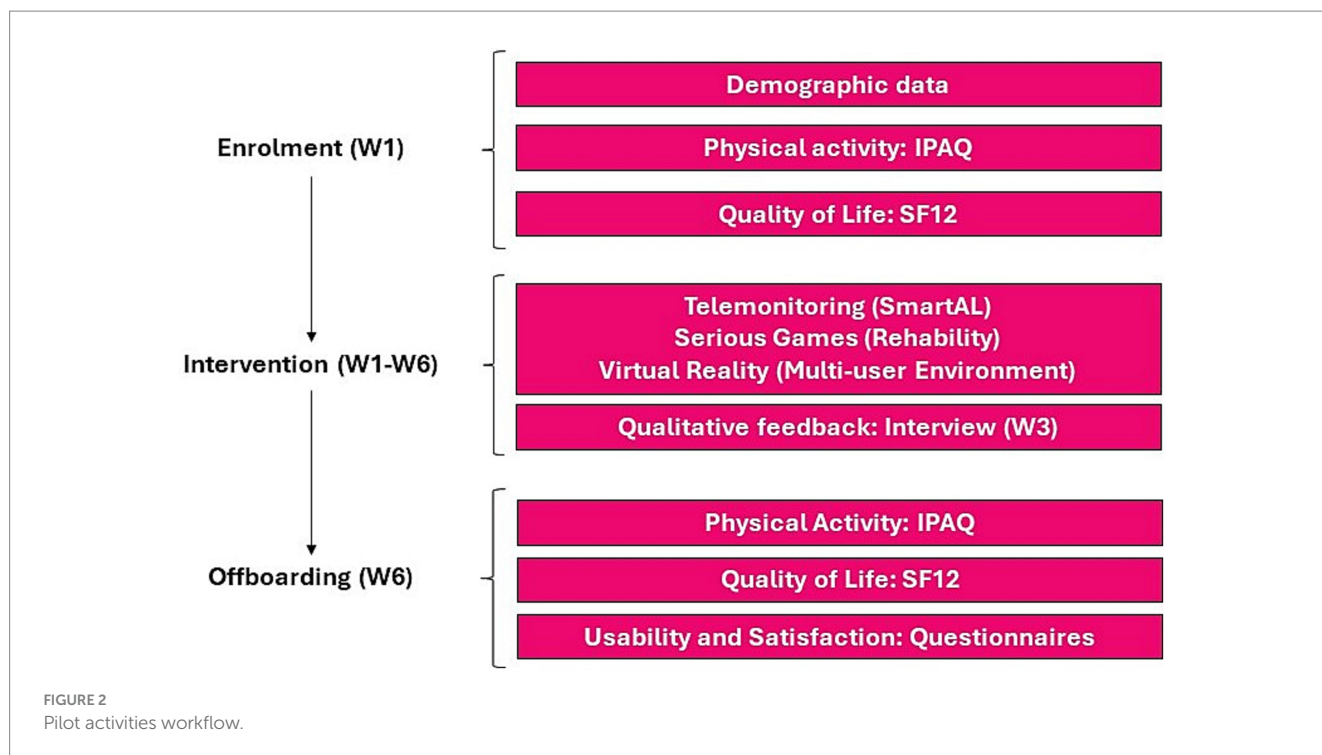 Enrolment (W1)
Demographic data
Physical activity: IPAQ
Quality of Life: SF12
Intervention (W1-W6)
Telemonitoring (SmartAL)
Serious Games (Rehability)
Virtual Reality (Multi-user Environment)
Qualitative feedback: Interview (W3)
Offboarding (W6)
Physical Activity: IPAQ
Quality of Life: SF12
Usability and Satisfaction: Questionnaires
FIGURE 2
Pilot activities workflow.